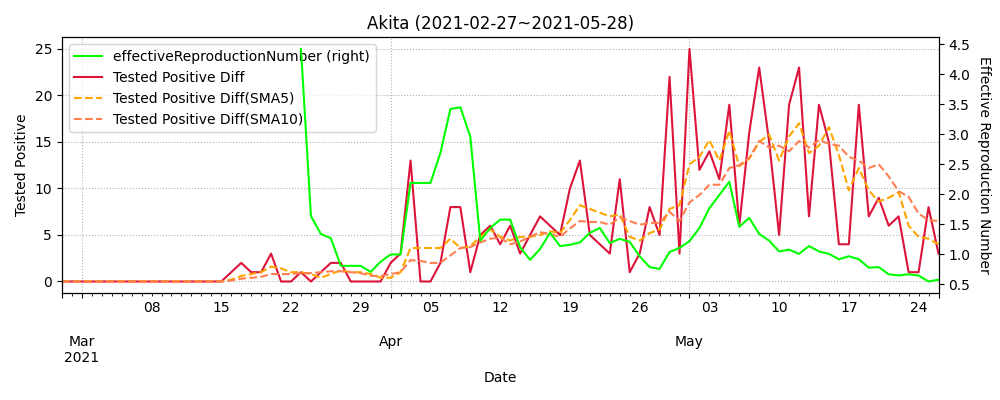 Akita (2021-02-27~2021-05-28)
effectiveReproductionNumber (right)
Tested Positive Diff
Tested Positive Diff(SMA5)
Tested Positive Diff(SMA10)
Tested Positive
25
20
15
10
5
0
Effective Reproduction Number
4.5
4.0
3.5
3.0
2.5
2.0
1.5
1.0
0.5
08 15 22 29 05 12 19 26 03 10 17 24
Mar Apr May
2021
Date